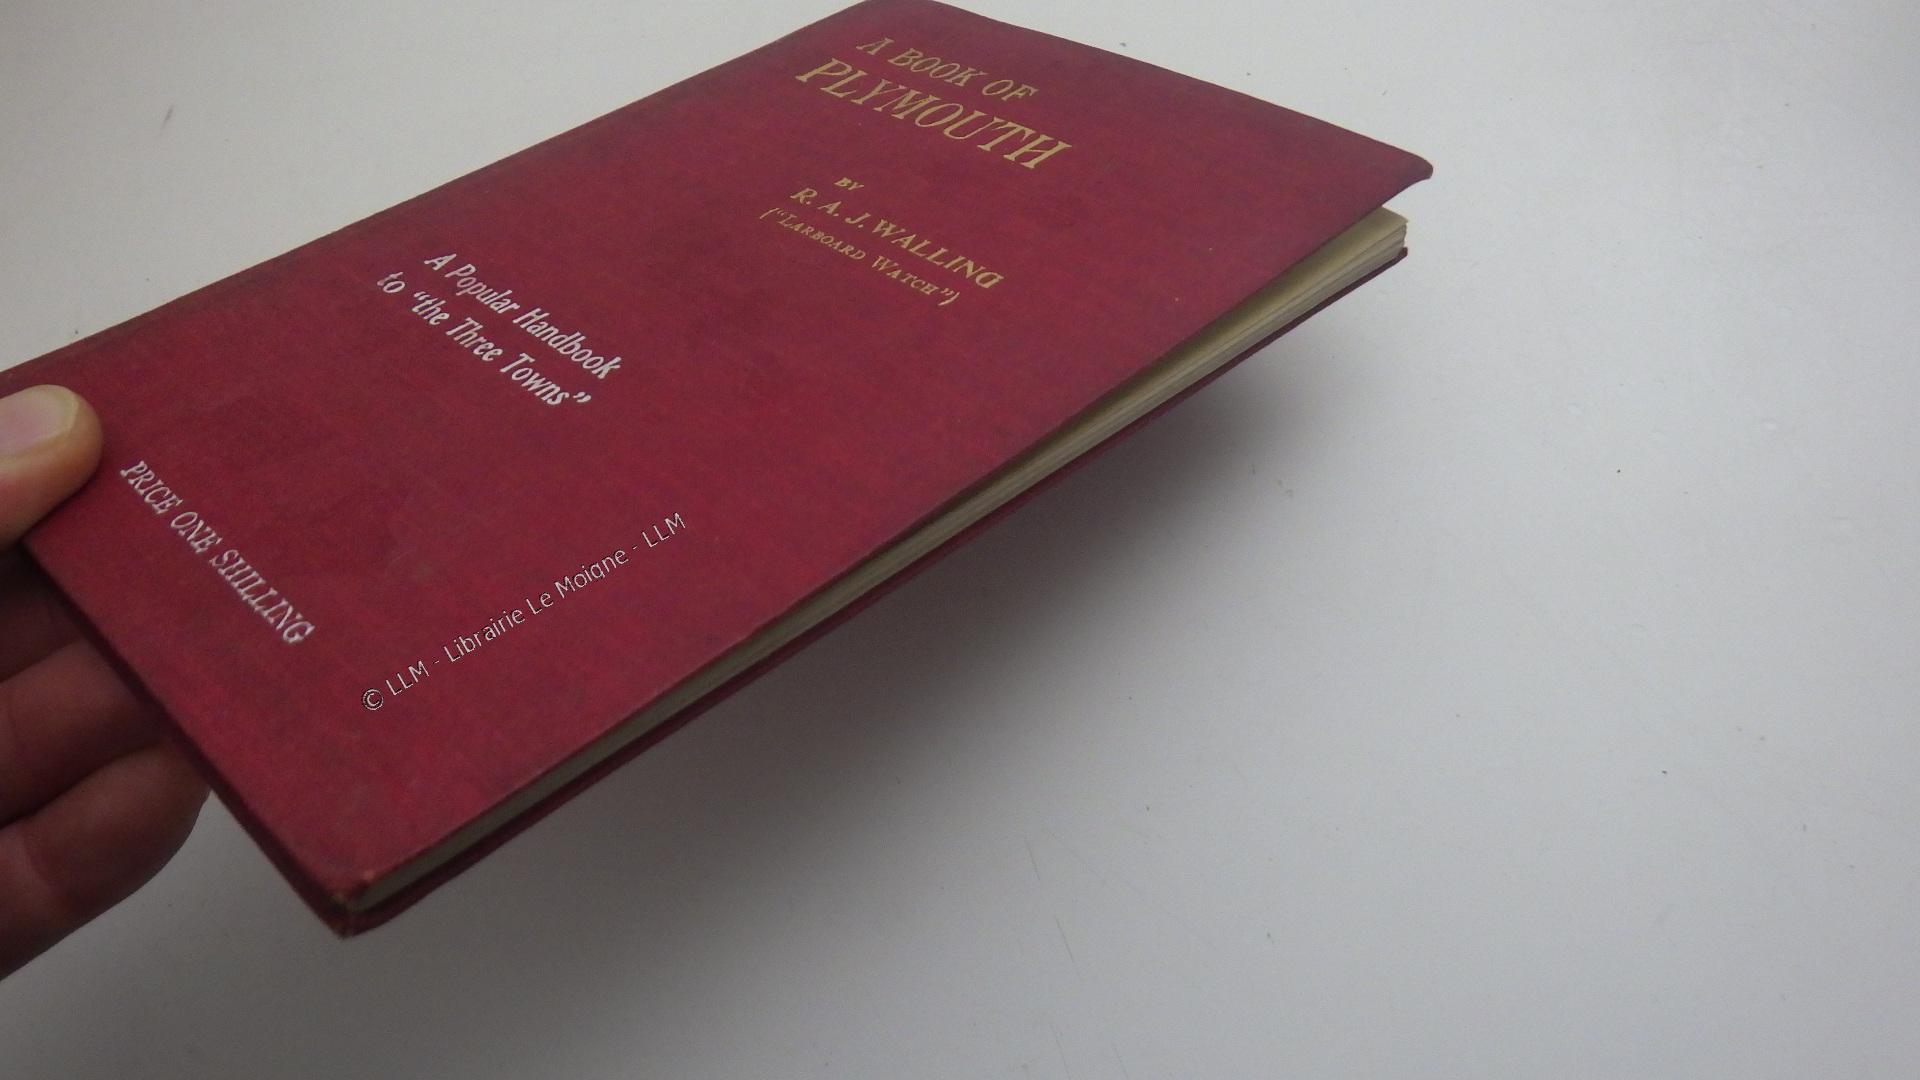 A BOOK OF
PLYMOUTH
BY
R. A. J. WALLING
("LARBOARD WATCH")
A Popular Handbook
to "the Three Towns"
PRICE ONE SHILLING
© LLM - Librairie Le Moigne - LLM